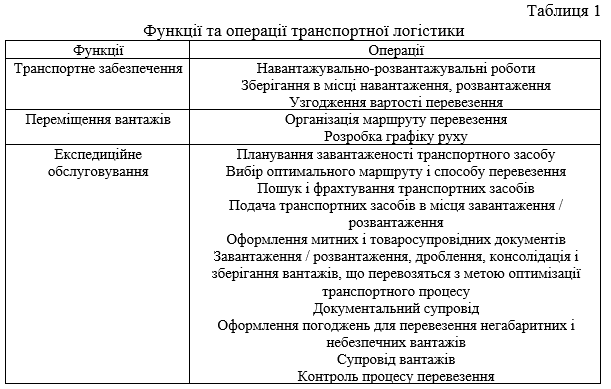 Таблиця 1
Функції та операції транспортної логістики
Функції
Операції
Транспортне забезпечення
Навантажувально-розвантажувальні роботи
Зберігання в місці навантаження, розвантаження
Узгодження вартості перевезення
Переміщення вантажів
Організація маршруту перевезення
Розробка графіку руху
Експедиційне
обслуговування
Планування завантаженості транспортного засобу
Вибір оптимального маршруту і способу перевезення
Пошук і фрахтування транспортних засобів
Подача транспортних засобів в місця завантаження /
розвантаження
Оформлення митних і товаросупровідних документів
Завантаження / розвантаження, дроблення, консолідація і
зберігання вантажів, що перевозяться з метою оптимізації
транспортного процесу
Документальний супровід
Оформлення погоджень для перевезення негабаритних і
небезпечних вантажів
Супровід вантажів
Контроль процесу перевезення